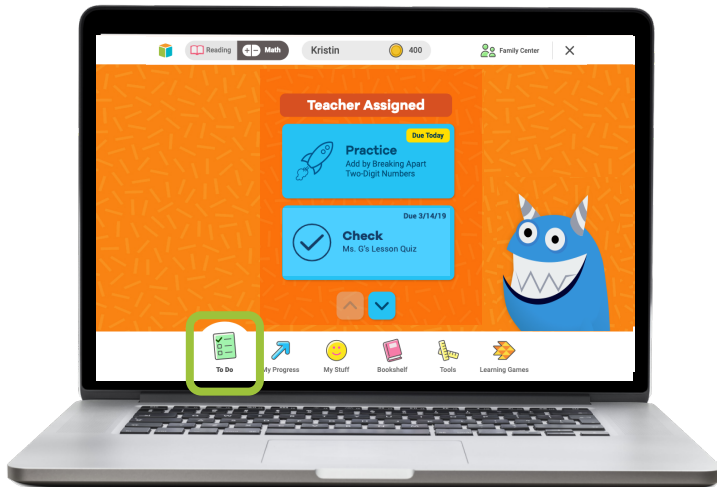 Reading
Math
Kristin
400
Family Center
Teacher Assigned
Due Today
Practice
Add by Breaking Apart
Two-Digit Numbers
Due 3/14/19
Check
Ms. G's Lesson Quiz
To Do
My Progress
My Stuff
Bookshelf
Tools
Learning Games